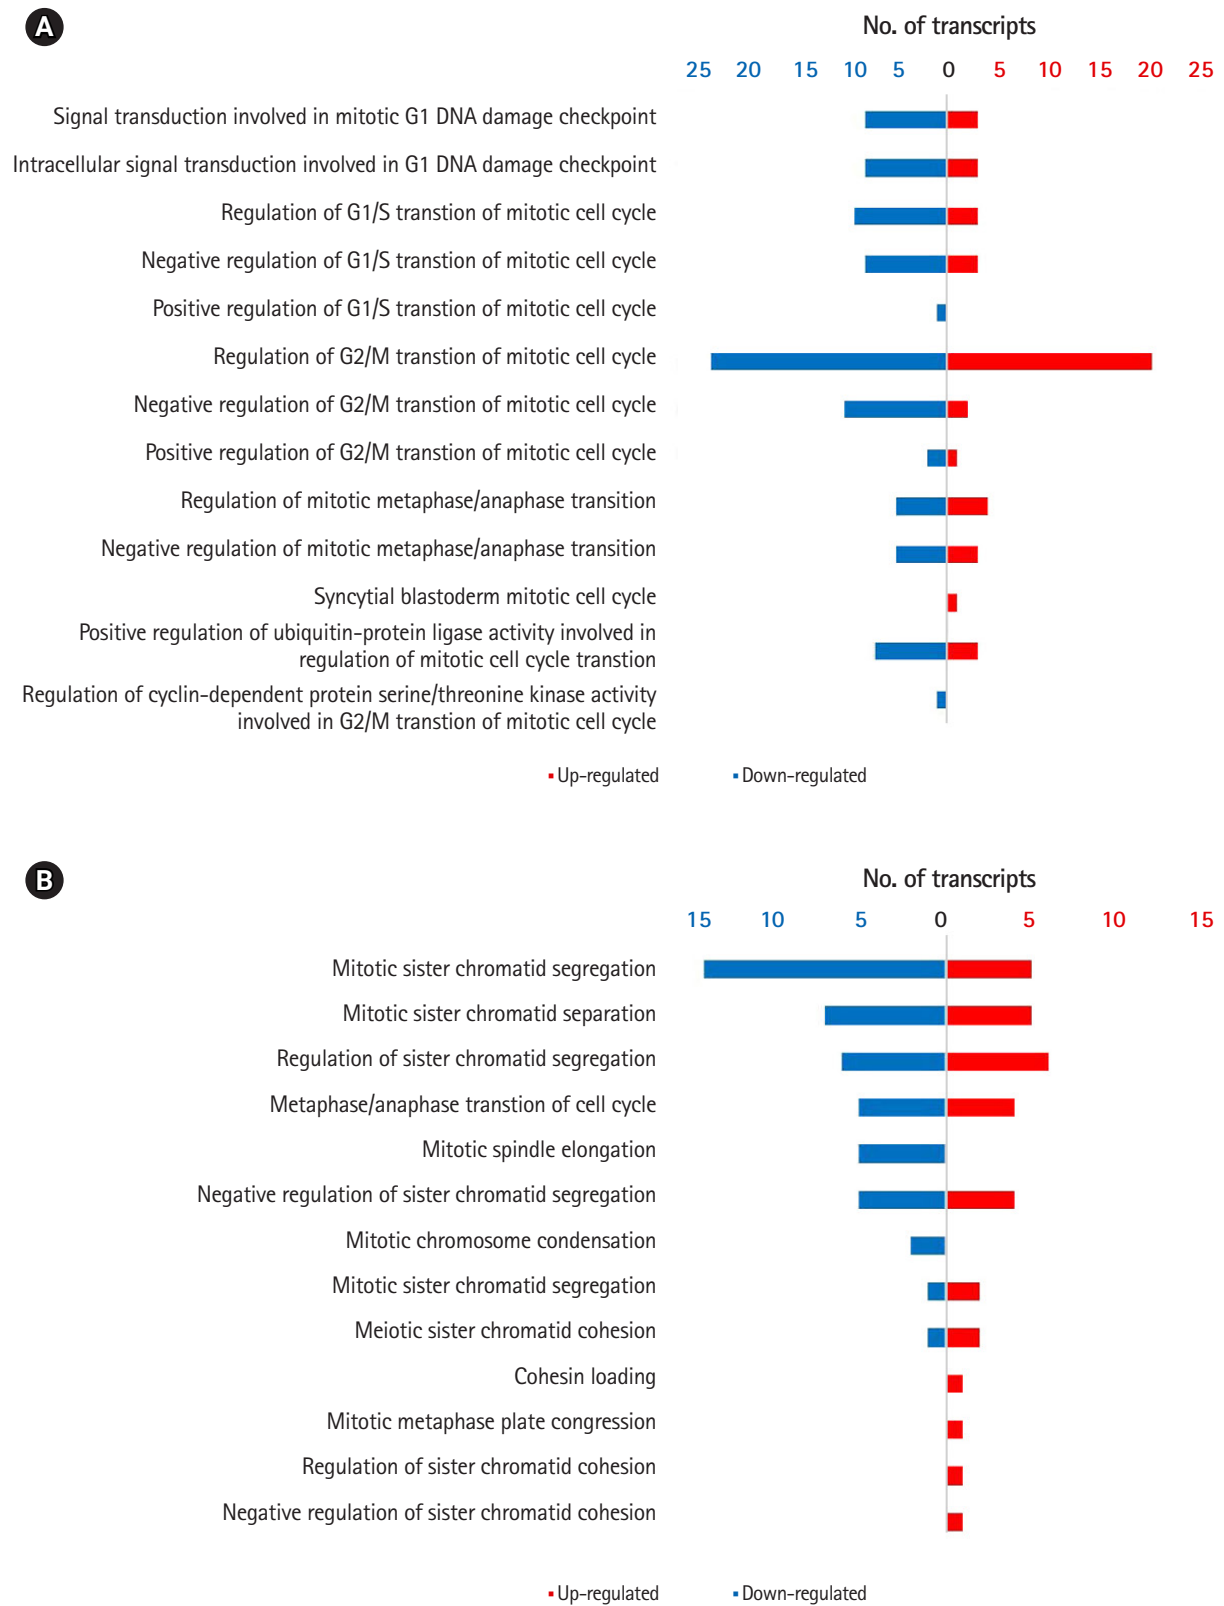 A
No. of transcripts
25 20 15 10 5 0 5 10 15 20 25
Signal transduction involved in mitotic G1 DNA damage checkpoint
Intracellular signal transduction involved in G1 DNA damage checkpoint
Regulation of G1/S transtion of mitotic cell cycle
Negative regulation of G1/S transtion of mitotic cell cycle
Positive regulation of G1/S transtion of mitotic cell cycle
Regulation of G2/M transtion of mitotic cell cycle
Negative regulation of G2/M transtion of mitotic cell cycle
Positive regulation of G2/M transtion of mitotic cell cycle
Regulation of mitotic metaphase/anaphase transition
Negative regulation of mitotic metaphase/anaphase transition
Syncytial blastoderm mitotic cell cycle
Positive regulation of ubiquitin-protein ligase activity involved in
regulation of mitotic cell cycle transtion
Regulation of cyclin-dependent protein serine/threonine kinase activity
involved in G2/M transtion of mitotic cell cycle
Up-regulated Down-regulated
B
No. of transcripts
15 10 5 0 5 10 15
Mitotic sister chromatid segregation
Mitotic sister chromatid separation
Regulation of sister chromatid segregation
Metaphase/anaphase transtion of cell cycle
Mitotic spindle elongation
Negative regulation of sister chromatid segregation
Mitotic chromosome condensation
Mitotic sister chromatid segregation
Meiotic sister chromatid cohesion
Cohesin loading
Mitotic metaphase plate congression
Regulation of sister chromatid cohesion
Negative regulation of sister chromatid cohesion
Up-regulated Down-regulated